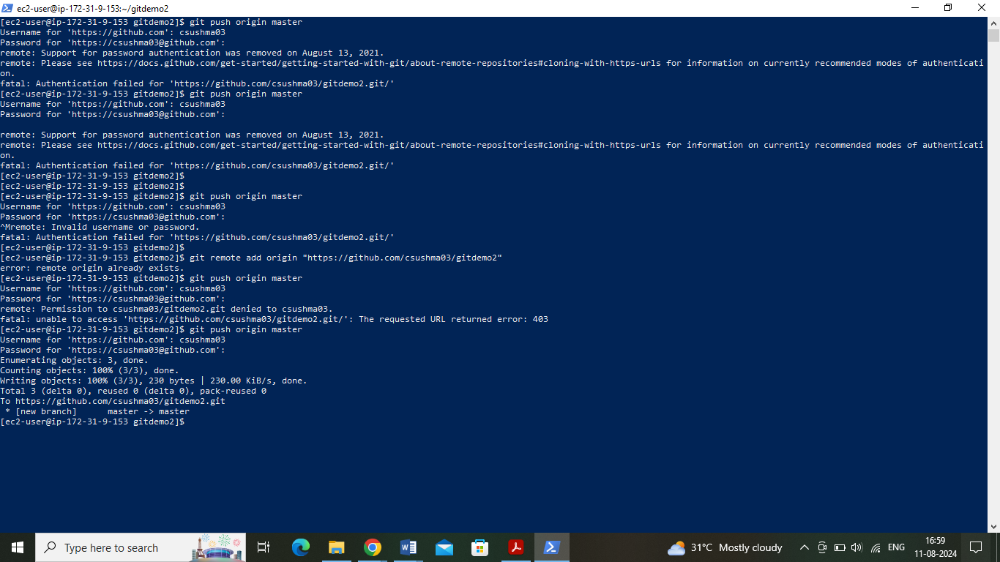 ec2-user@ip-172-31-9-153:~/gitdemo2
[ec2-user@ip-172-31-9-153 gitdemo2]$ git push origin master
Username for 'https://github.com': csushma03
Password for 'https://csushma03@github.com':
remote: Support for password authentication was removed on August 13, 2021.
remote: Please see https://docs.github.com/get-started/getting-started-with-git/about-remote-repositories#cloning-with-https-urls for information on currently recommended modes of authenticati
on.
fatal: Authentication failed for 'https://github.com/csushma03/gitdemo2.git/'
[ec2-user@ip-172-31-9-153 gitdemo2]$ git push origin master
Username for 'https://github.com': csushma03
Password for 'https://csushma03@github.com':
remote: Support for password authentication was removed on August 13, 2021.
remote: Please see https://docs.github.com/get-started/getting-started-with-git/about-remote-repositories#cloning-with-https-urls for information on currently recommended modes of authenticati
on.
fatal: Authentication failed for 'https://github.com/csushma03/gitdemo2.git/'
[ec2-user@ip-172-31-9-153 gitdemo2]$
[ec2-user@ip-172-31-9-153 gitdemo2]$
[ec2-user@ip-172-31-9-153 gitdemo2]$ git push origin master
Username for 'https://github.com': csushma03
Password for 'https://csushma03@github.com':
^Mremote: Invalid username or password.
fatal: Authentication failed for 'https://github.com/csushma03/gitdemo2.git/'
[ec2-user@ip-172-31-9-153 gitdemo2]$
[ec2-user@ip-172-31-9-153 gitdemo2]$ git remote add origin "https://github.com/csushma03/gitdemo2"
error: remote origin already exists.
[ec2-user@ip-172-31-9-153 gitdemo2]$ git push origin master
Username for 'https://github.com': csushma03
Password for 'https://csushma03@github.com':
remote: Permission to csushma03/gitdemo2.git denied to csushma03.
fatal: unable to access 'https://github.com/csushma03/gitdemo2.git/': The requested URL returned error: 403
[ec2-user@ip-172-31-9-153 gitdemo2]$ git push origin master
Username for 'https://github.com': csushma03
Password for 'https://csushma03@github.com':
Enumerating objects: 3, done.
Counting objects: 100% (3/3), done.
Writing objects: 100% (3/3), 230 bytes | 230.00 KiB/s, done.
Total 3 (delta 0), reused 0 (delta 0), pack-reused 0
To https://github.com/csushma03/gitdemo2.git
 * [new branch]      master -> master
[ec2-user@ip-172-31-9-153 gitdemo2]$
Type here to search
31°C Mostly cloudy
ENG
16:59
11-08-2024